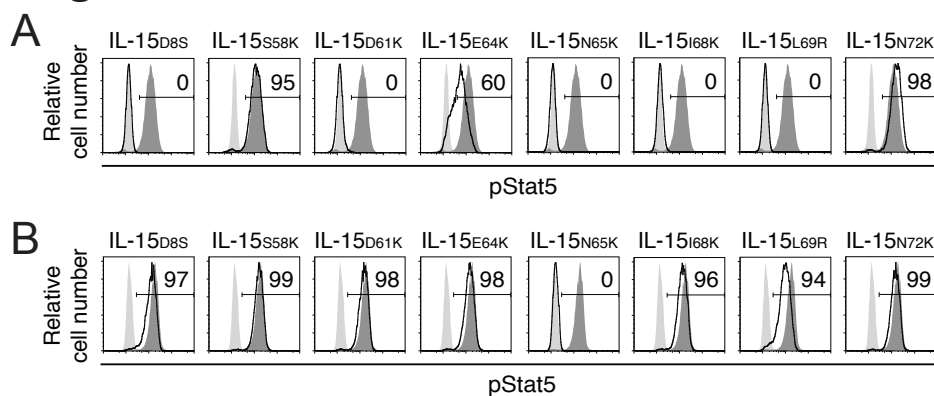 A
IL-15D8S IL-15S58K IL-15D61K IL-15E64K IL-15N65K IL-15I68K IL-15L69R IL-15N72K
Relative
cell number
0 95 0 60 0 0 0 98
pStat5
B
IL-15D8S IL-15S58K IL-15D61K IL-15E64K IL-15N65K IL-15I68K IL-15L69R IL-15N72K
Relative
cell number
97 99 98 98 0 96 94 99
pStat5